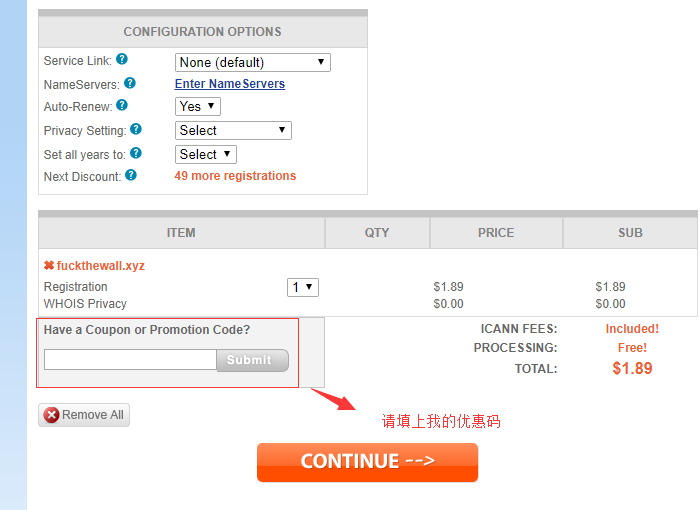 CONFIGURATION OPTIONS
Service Link: ? None (default)
NameServers: ? Enter NameServers
Auto-Renew: ? Yes
Privacy Setting: ? Select
Set all years to: ? Select
Next Discount: ? 49 more registrations
ITEM QTY PRICE SUB
fuckthewall.xyz
Registration 1 $1.89 $1.89
WHOIS Privacy $0.00 $0.00
Have a Coupon or Promotion Code?
Submit
ICANN FEES: Included!
PROCESSING: Free!
TOTAL: $1.89
Remove All
请填上我的优惠码
CONTINUE -->